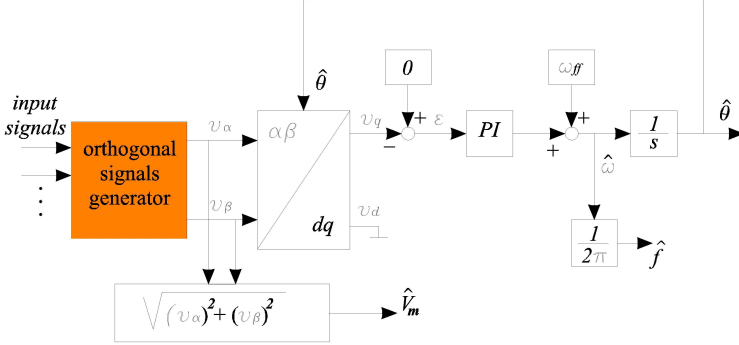 input
signals
orthogonal
signals
generator
υα
υβ
θ̂
αβ
dq
υq
υd
0
+
−
ε
PI
ωff
+
+
ω̂
1
s
θ̂
1
2π
f̂
√(υα)²+(υβ)²
V̂m